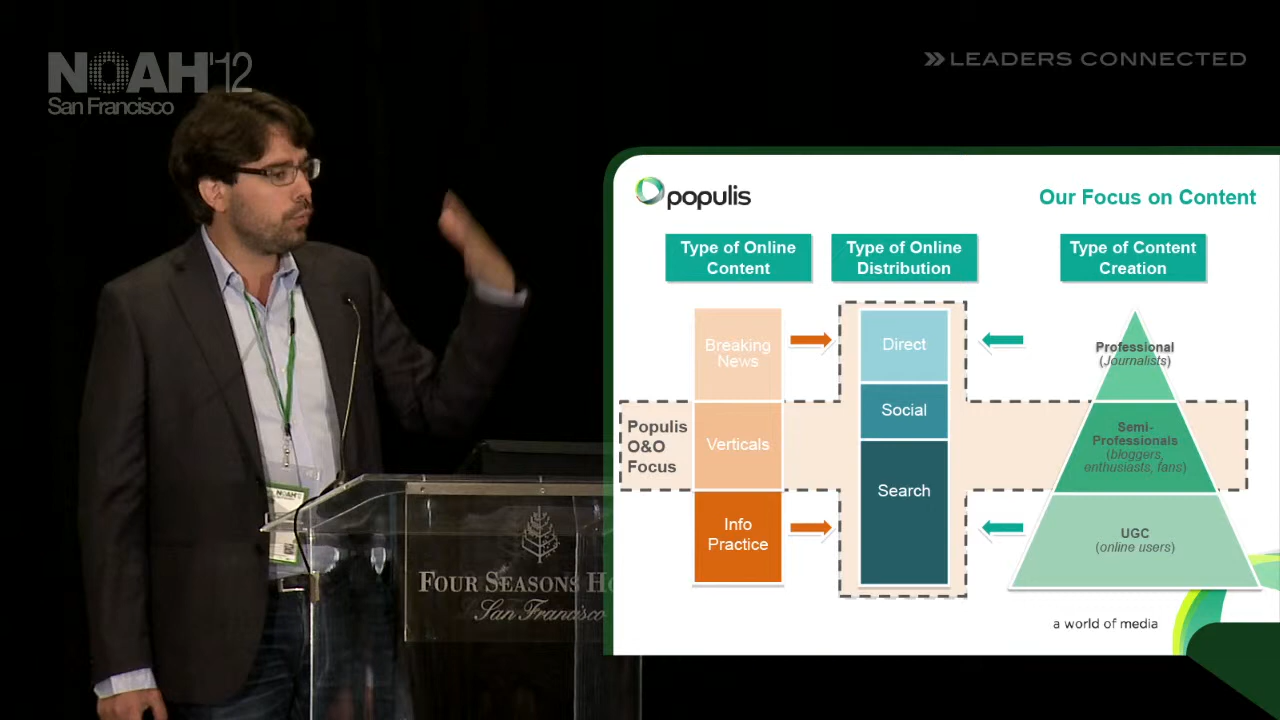 NOAH'12
San Francisco
LEADERS CONNECTED
populis
Our Focus on Content
Type of Online
Content
Type of Online
Distribution
Type of Content
Creation
Breaking
News
Direct
Professional
(Journalists)
Social
Populis
O&O
Focus
Verticals
Semi-
Professionals
(bloggers,
enthusiasts, fans)
Search
Info
Practice
UGC
(online users)
a world of media
NOAH
FOUR SEASONS
San Francisco